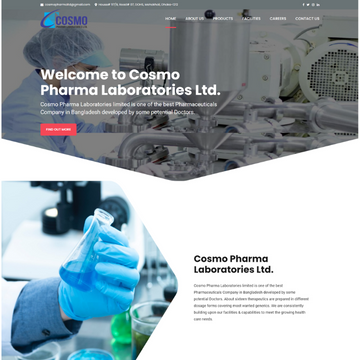 COSMO
HOME ABOUT US PRODUCTS FACILITIES CAREERS CONTACT US
Welcome to Cosmo
Pharma Laboratories Ltd.
Cosmo Pharma Laboratories limited is one of the best Pharmaceuticals
Company in Bangladesh developed by some potential Doctors.
FIND OUT MORE
Cosmo Pharma
Laboratories Ltd.
Cosmo Pharma Laboratories limited is one of the best
Pharmaceuticals Company in Bangladesh developed by some
potential Doctors. About sixteen therapeutics are prepared in different
dosage forms covering most wanted generics. We are consistently
building upon our facilities & capabilities to meet the growing health
care needs.